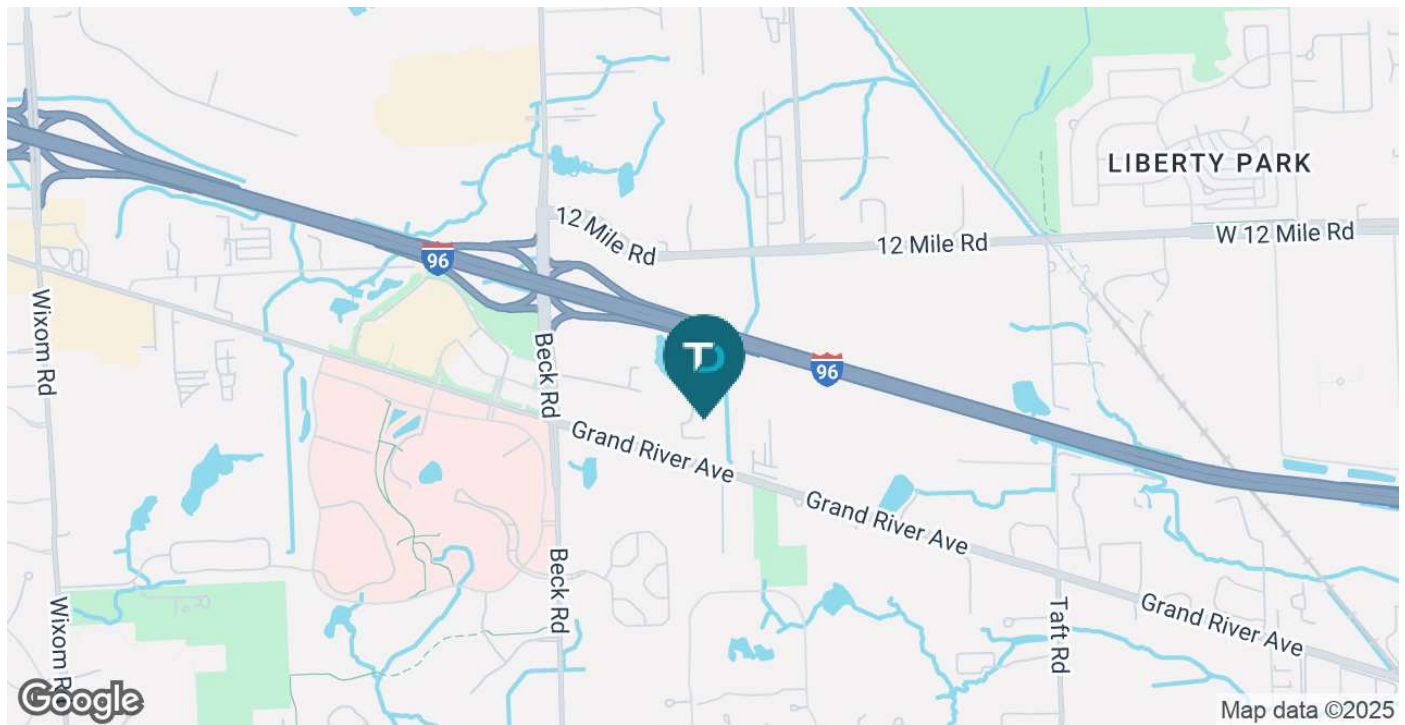 LIBERTY PARK
12 Mile Rd
12 Mile Rd
W 12 Mile Rd
96
Wixom Rd
Beck Rd
TD
96
Grand River Ave
Grand River Ave
Beck Rd
Wixom Rd
Taft Rd
Grand River Ave
Google
Map data ©2025